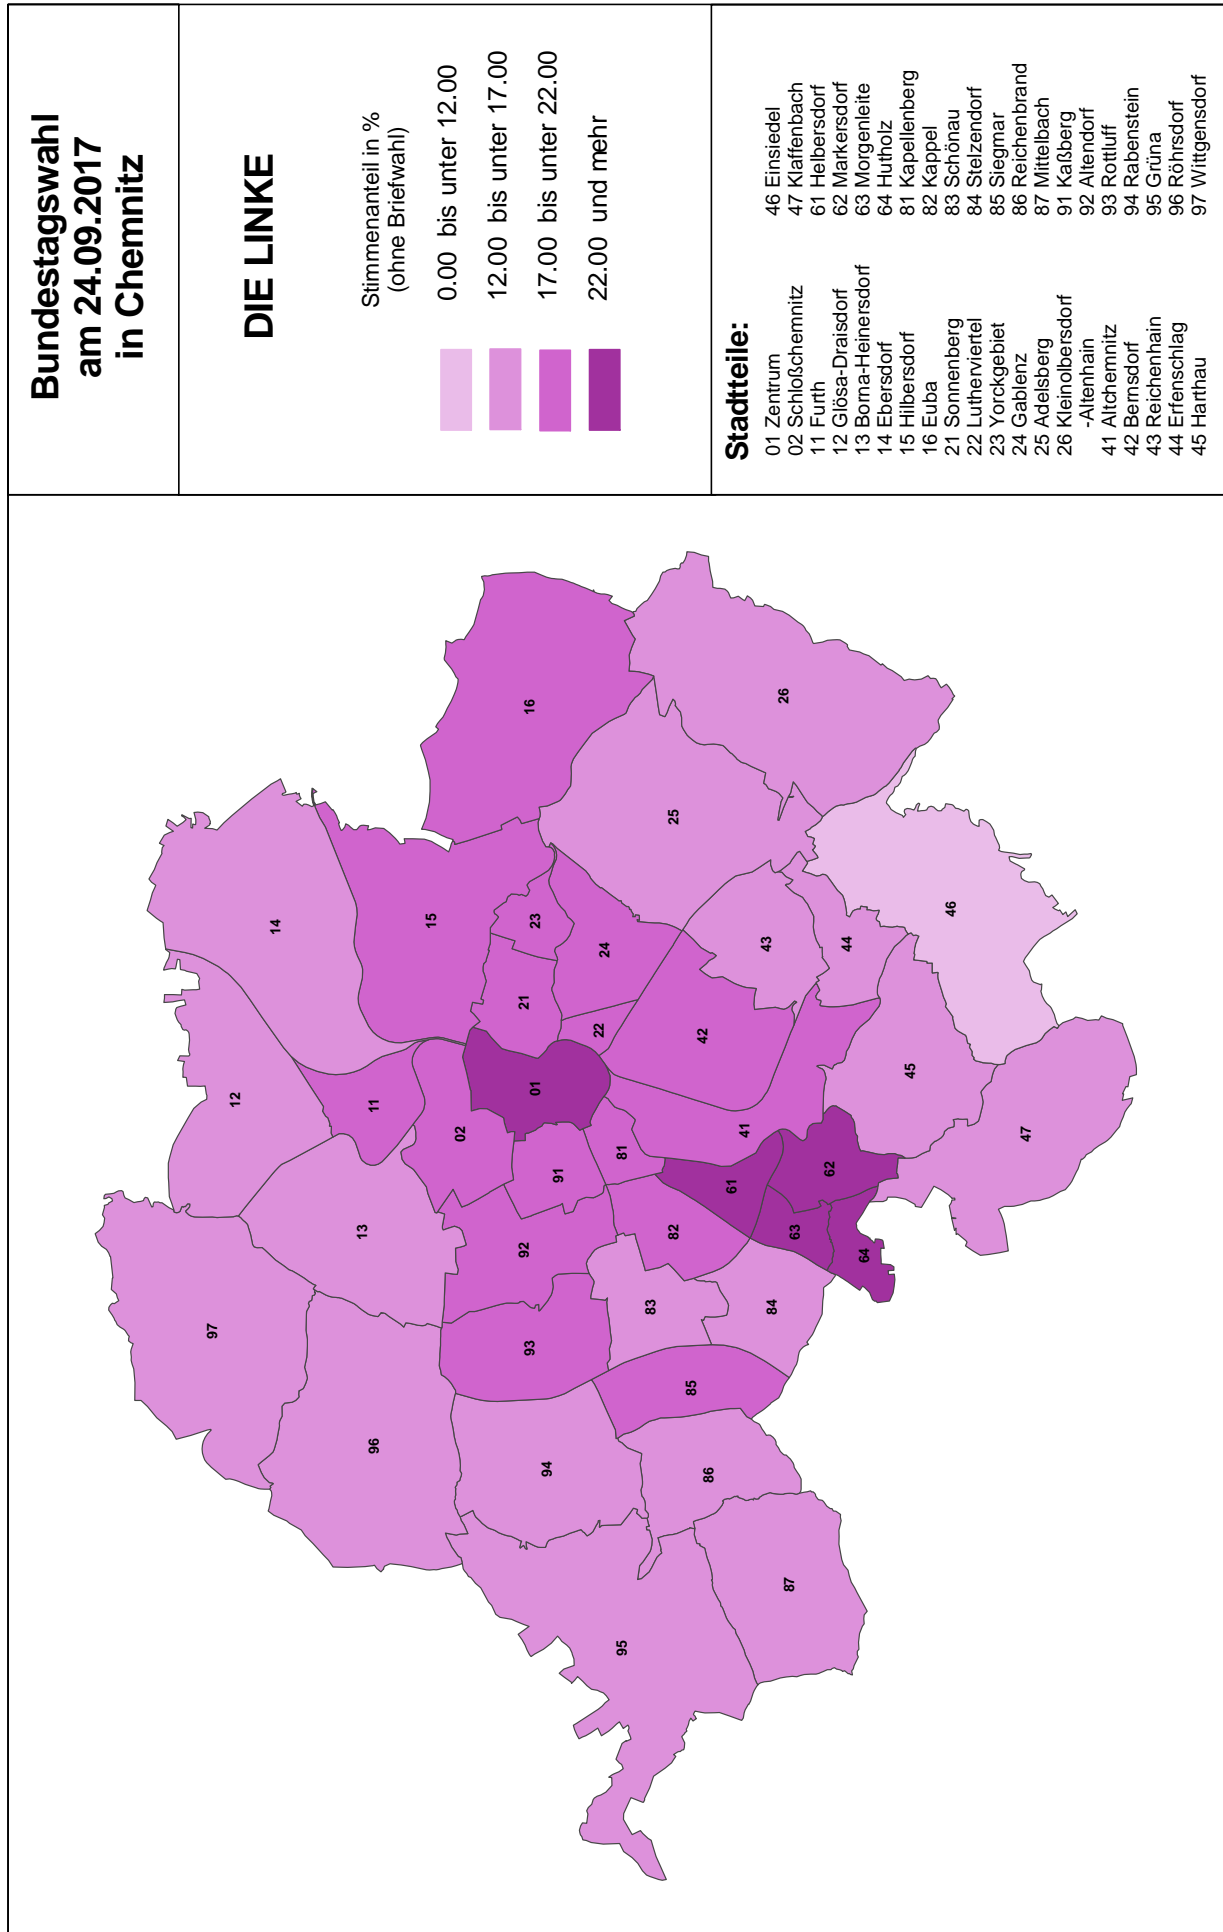 Bundestagswahl
am 24.09.2017
in Chemnitz
DIE LINKE
Stimmenanteil in %
(ohne Briefwahl)
0.00 bis unter 12.00
12.00 bis unter 17.00
17.00 bis unter 22.00
22.00 und mehr
Stadtteile:
01 Zentrum
02 Schloßchemnitz
11 Furth
12 Glösa-Draisdorf
13 Borna-Heinersdorf
14 Ebersdorf
15 Hilbersdorf
16 Euba
21 Sonnenberg
22 Lutherviertel
23 Yorckgebiet
24 Gablenz
25 Adelsberg
26 Kleinolbersdorf
-Altenhain
41 Altchemnitz
42 Bernsdorf
43 Reichenhain
44 Erfenschlag
45 Harthau
46 Einsiedel
47 Klaffenbach
61 Helbersdorf
62 Markersdorf
63 Morgenleite
64 Hutholz
81 Kapellenberg
82 Kappel
83 Schönau
84 Stelzendorf
85 Siegmar
86 Reichenbrand
87 Mittelbach
91 Kaßberg
92 Altendorf
93 Rottluff
94 Rabenstein
95 Grüna
96 Röhrsdorf
97 Wittgensdorf
97
12
14
96
13
11
15
02
16
94
93
92
91
01
21
23
95
83
82
81
22
24
25
86
85
84
61
41
42
43
26
87
63
62
44
64
45
46
47